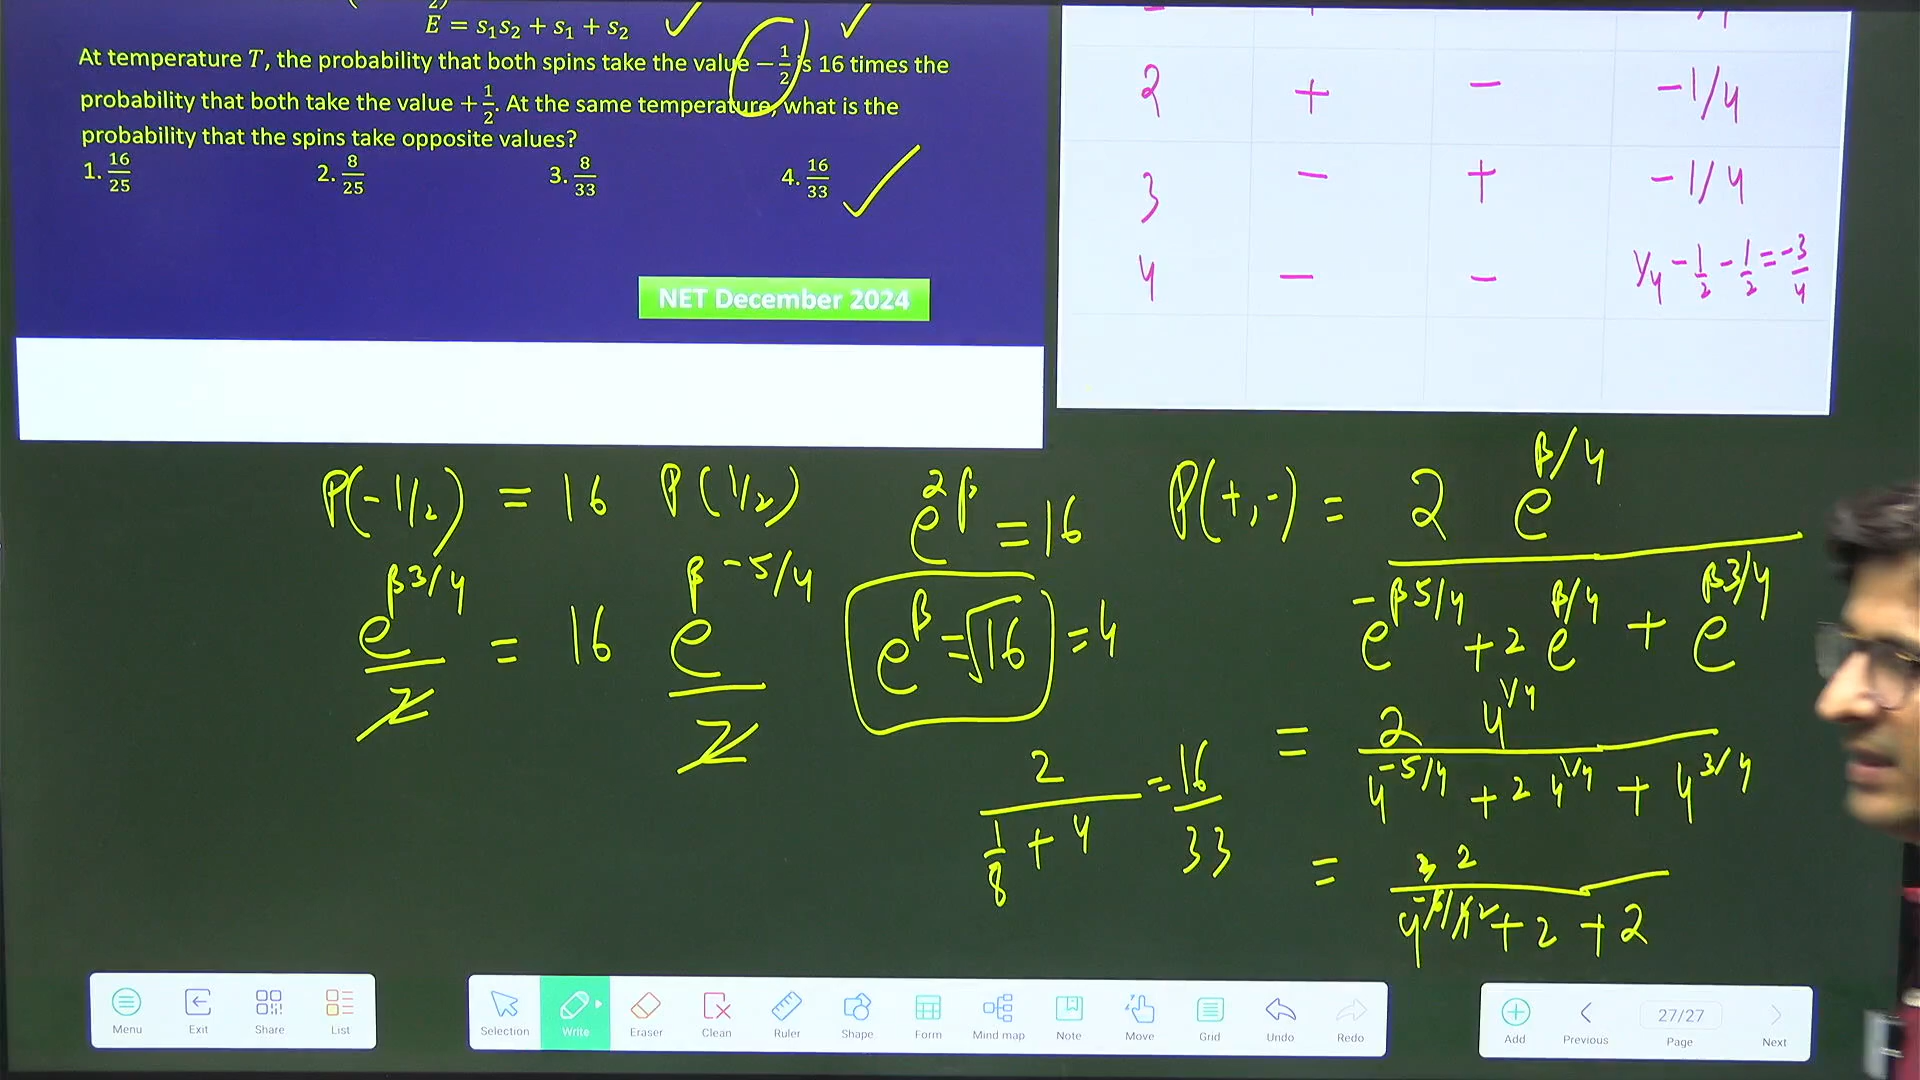 E = s₁s₂ + s₁ + s₂
At temperature T, the probability that both spins take the value −1/2 is 16 times the
probability that both take the value +1/2. At the same temperature, what is the
probability that the spins take opposite values?
1. 16/25 2. 8/25 3. 8/33 4. 16/33
NET December 2024
2 + − −1/4
3 − + −1/4
4 − − 1/4 − 1/2 − 1/2 = −3/4
P(−1/2) = 16 P(1/2)
e^β3/4 / Z = 16 e^β −5/4 / Z
e^2β = 16
e^β = √16 = 4
P(+,−) = 2 e^β/4 / e^−β5/4 + 2 e^β/4 + e^β3/4
= 2 4^1/4 / 4^−5/4 + 2 4^1/4 + 4^3/4
= 2 / + 2 + 2
2 / 1/8 + 4 = 16/33
Menu Exit Share List
Selection Write Eraser Clean Ruler Shape Form Mind map Note Move Grid Undo Redo
Add Previous 27/27 Page Next